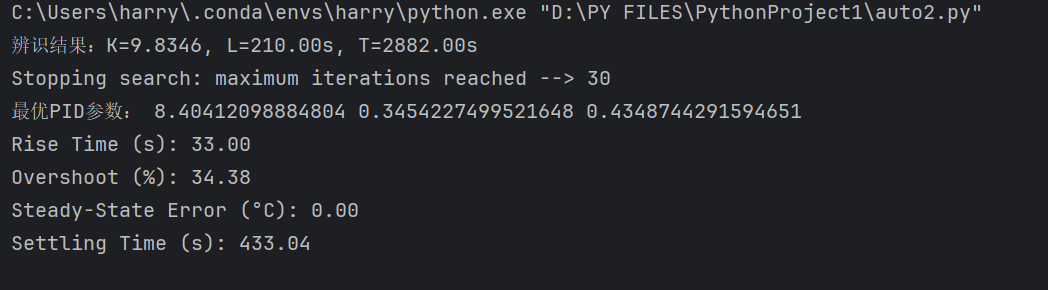 C:\Users\harry\.conda\envs\harry\python.exe "D:\PY FILES\PythonProject1\auto2.py"
辨识结果：K=9.8346, L=210.00s, T=2882.00s
Stopping search: maximum iterations reached --> 30
最优PID参数： 8.40412098884804 0.3454227499521648 0.4348744291594651
Rise Time (s): 33.00
Overshoot (%): 34.38
Steady-State Error (°C): 0.00
Settling Time (s): 433.04